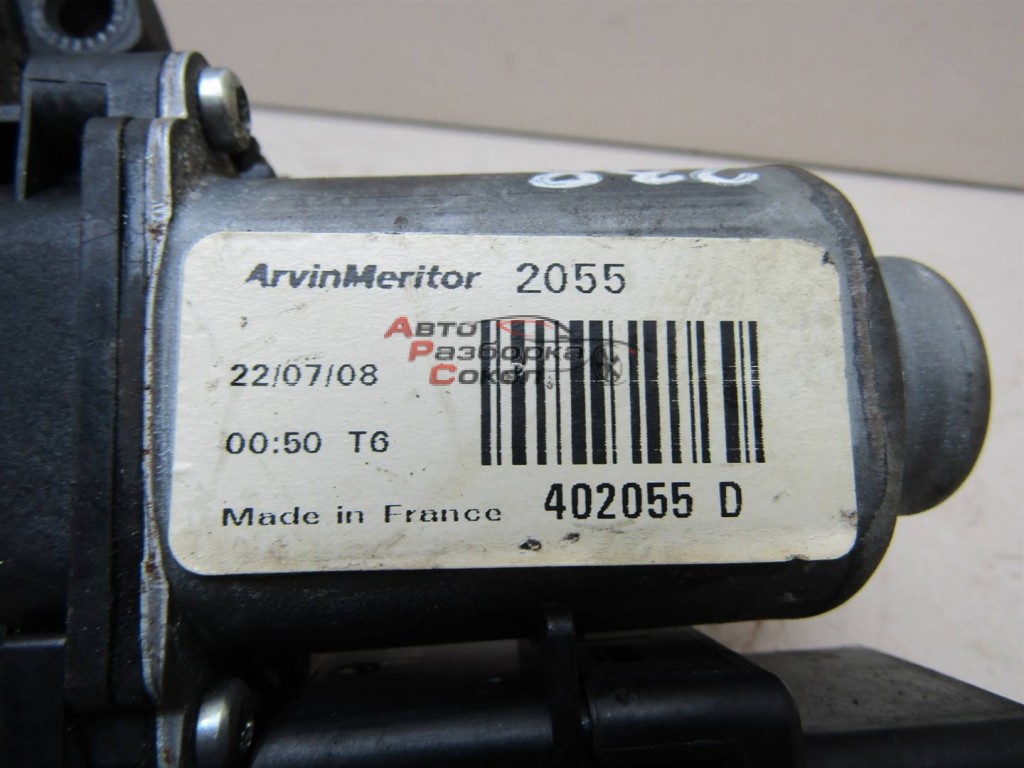 ArvinMeritor 2055
Авто
Разборка
Сокол
22/07/08
00:50 T6
Made in France 402055 D